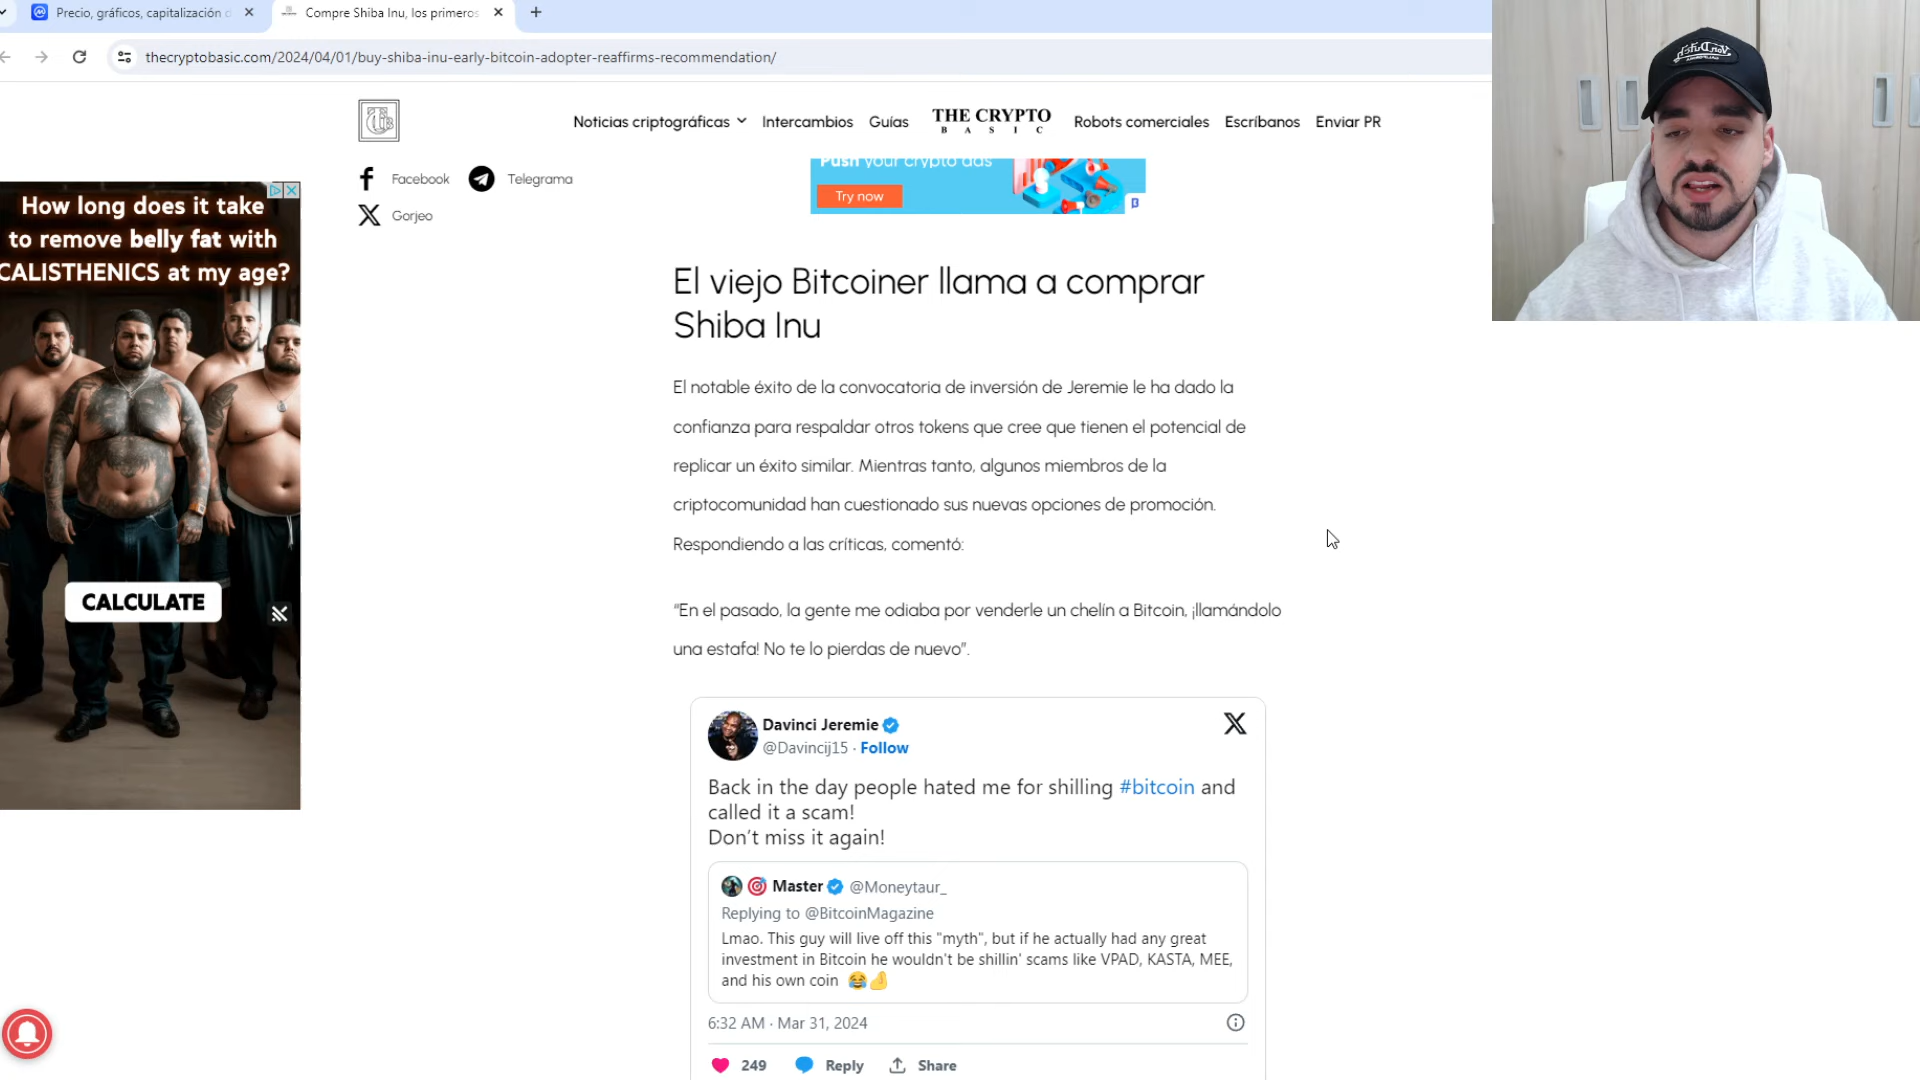 Precio, gráficos, capitalización d
Compre Shiba Inu, los primeros
thecryptobasic.com/2024/04/01/buy-shiba-inu-early-bitcoin-adopter-reaffirms-recommendation/
Noticias criptográficas
Intercambios
Guías
THE CRYPTO
BASIC
Robots comerciales
Escríbanos
Enviar PR
Facebook
Telegrama
Gorjeo
Push your crypto ads
Try now
How long does it take
to remove belly fat with
CALISTHENICS at my age?
CALCULATE
El viejo Bitcoiner llama a comprar
Shiba Inu
El notable éxito de la convocatoria de inversión de Jeremie le ha dado la
confianza para respaldar otros tokens que cree que tienen el potencial de
replicar un éxito similar. Mientras tanto, algunos miembros de la
criptocomunidad han cuestionado sus nuevas opciones de promoción.
Respondiendo a las críticas, comentó:
“En el pasado, la gente me odiaba por venderle un chelín a Bitcoin, ¡llamándolo
una estafa! No te lo pierdas de nuevo”.
Davinci Jeremie
@Davincij15 · Follow
Back in the day people hated me for shilling #bitcoin and
called it a scam!
Don’t miss it again!
Master @Moneytaur_
Replying to @BitcoinMagazine
Lmao. This guy will live off this "myth", but if he actually had any great
investment in Bitcoin he wouldn't be shillin' scams like VPAD, KASTA, MEE,
and his own coin 😂🤌
6:32 AM · Mar 31, 2024
249
Reply
Share